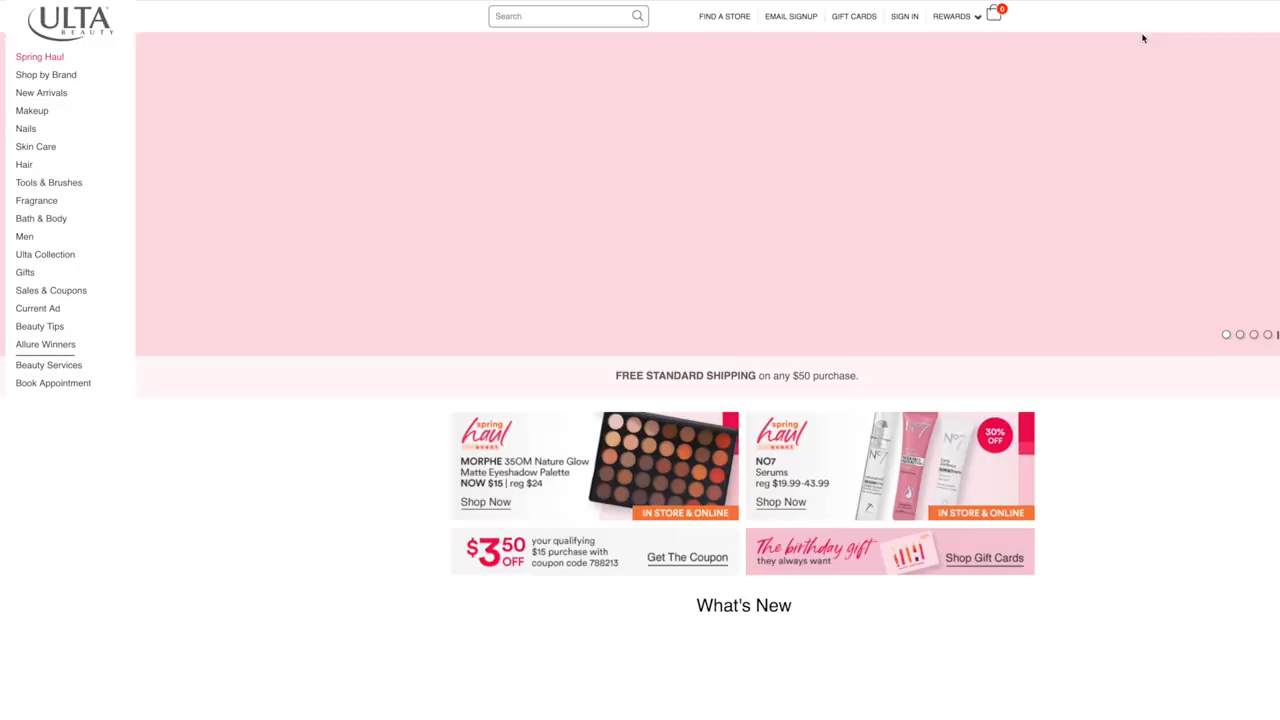 ULTA
BEAUTY
Search
FIND A STORE
EMAIL SIGNUP
GIFT CARDS
SIGN IN
REWARDS
0
Spring Haul
Shop by Brand
New Arrivals
Makeup
Nails
Skin Care
Hair
Tools & Brushes
Fragrance
Bath & Body
Men
Ulta Collection
Gifts
Sales & Coupons
Current Ad
Beauty Tips
Allure Winners
Beauty Services
Book Appointment
FREE STANDARD SHIPPING on any $50 purchase.
spring
haul
event
MORPHE 35OM Nature Glow
Matte Eyeshadow Palette
NOW $15 | reg $24
Shop Now
IN STORE & ONLINE
spring
haul
event
NO7
Serums
reg $19.99-43.99
Shop Now
30%
OFF
No7
No7
IN STORE & ONLINE
$3.50 OFF
your qualifying
$15 purchase with
coupon code 788213
Get The Coupon
The birthday gift
they always want
Shop Gift Cards
What's New